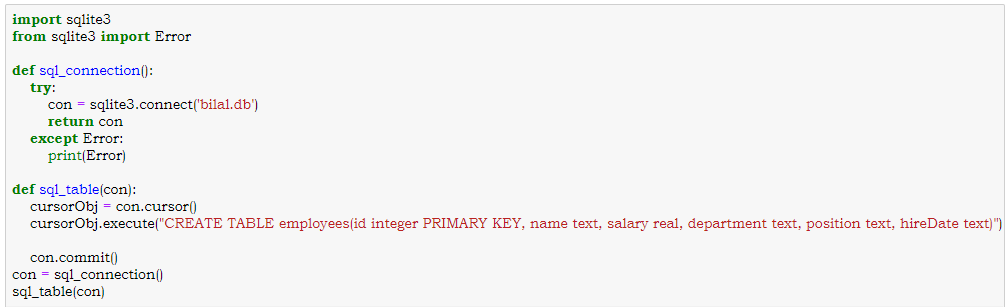 import sqlite3
from sqlite3 import Error
def sql_connection():
try:
con = sqlite3.connect('bilal.db')
return con
except Error:
print(Error)
def sql_table(con):
cursorObj = con.cursor()
cursorObj.execute("CREATE TABLE employees(id integer PRIMARY KEY, name text, salary real, department text, position text, hireDate text)")
con.commit()
con = sql_connection()
sql_table(con)